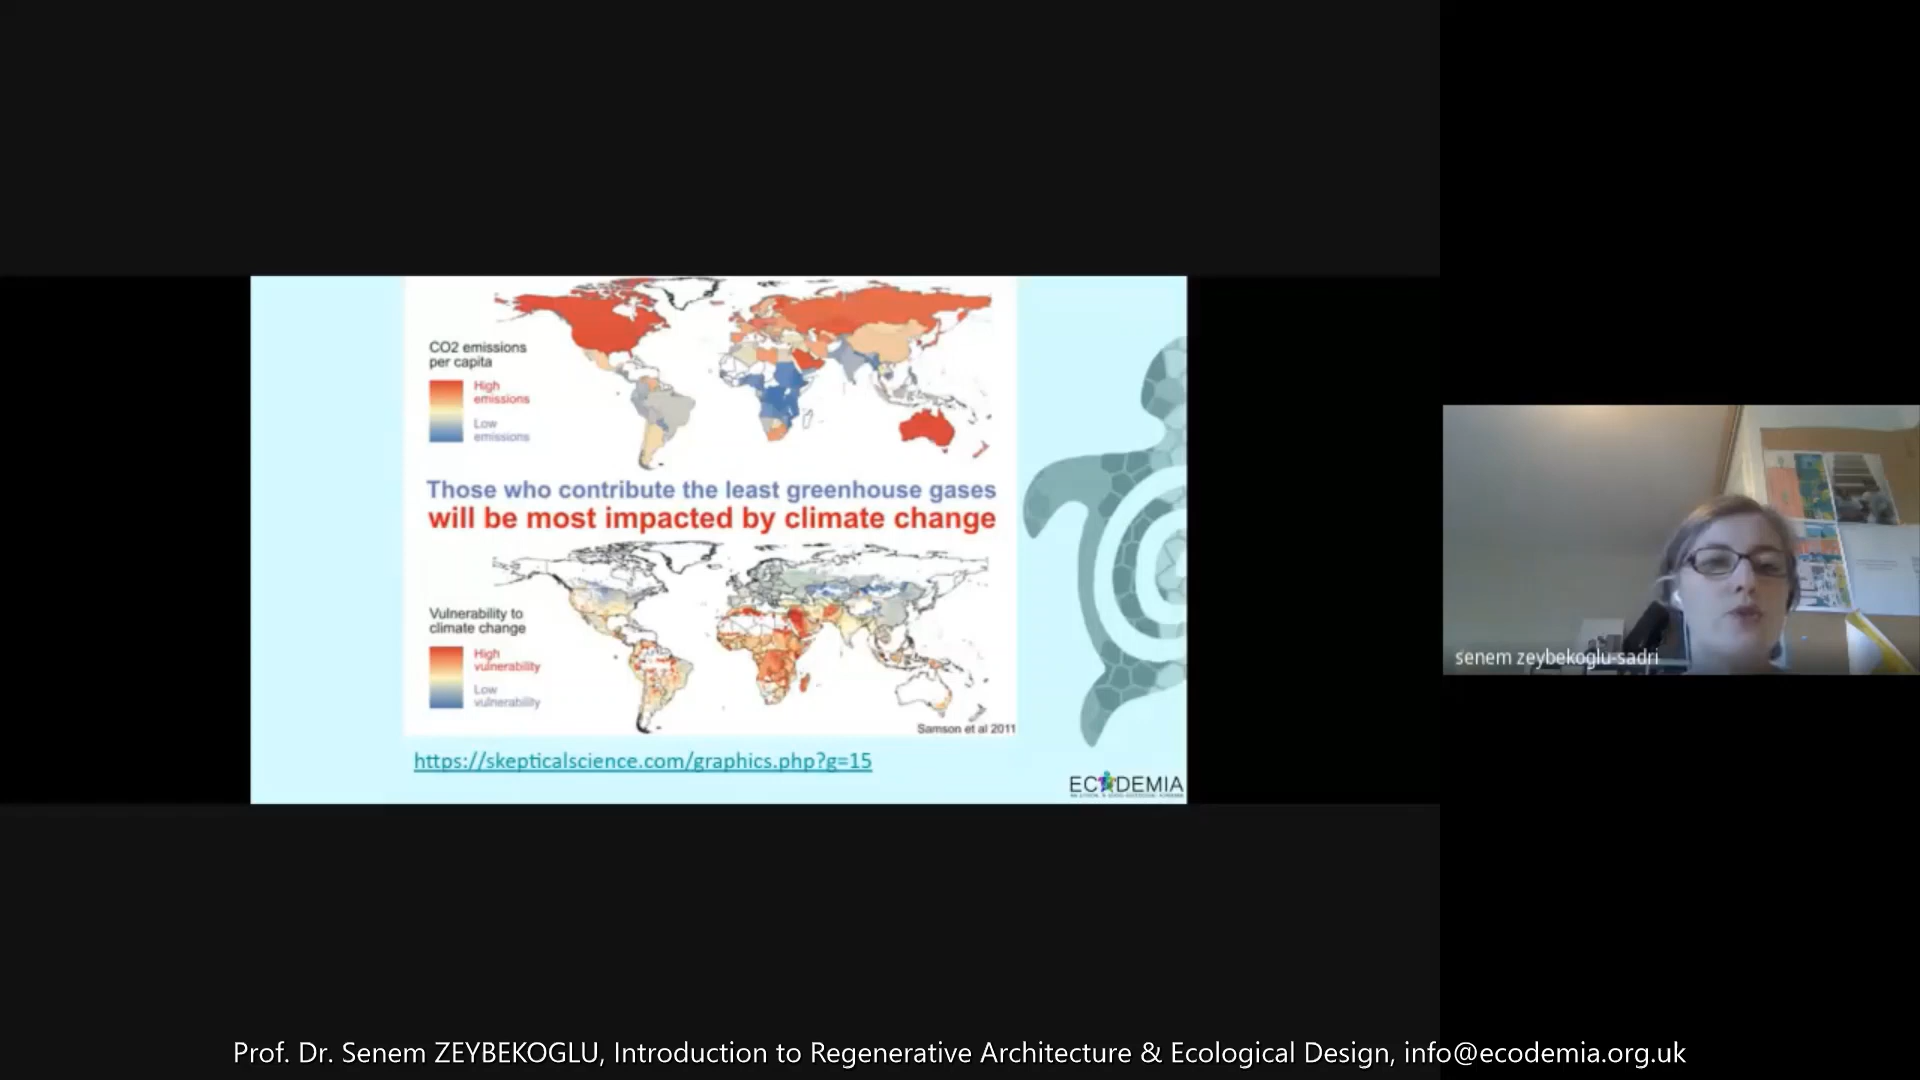 CO2 emissions
per capita
High
emissions
Low
emissions
Those who contribute the least greenhouse gases
will be most impacted by climate change
Vulnerability to
climate change
High
vulnerability
Low
vulnerability
Samson et al 2011
https://skepticalscience.com/graphics.php?g=15
ECODEMIA
senem zeybekoglu-sadri
Prof. Dr. Senem ZEYBEKOGLU, Introduction to Regenerative Architecture & Ecological Design, info@ecodemia.org.uk